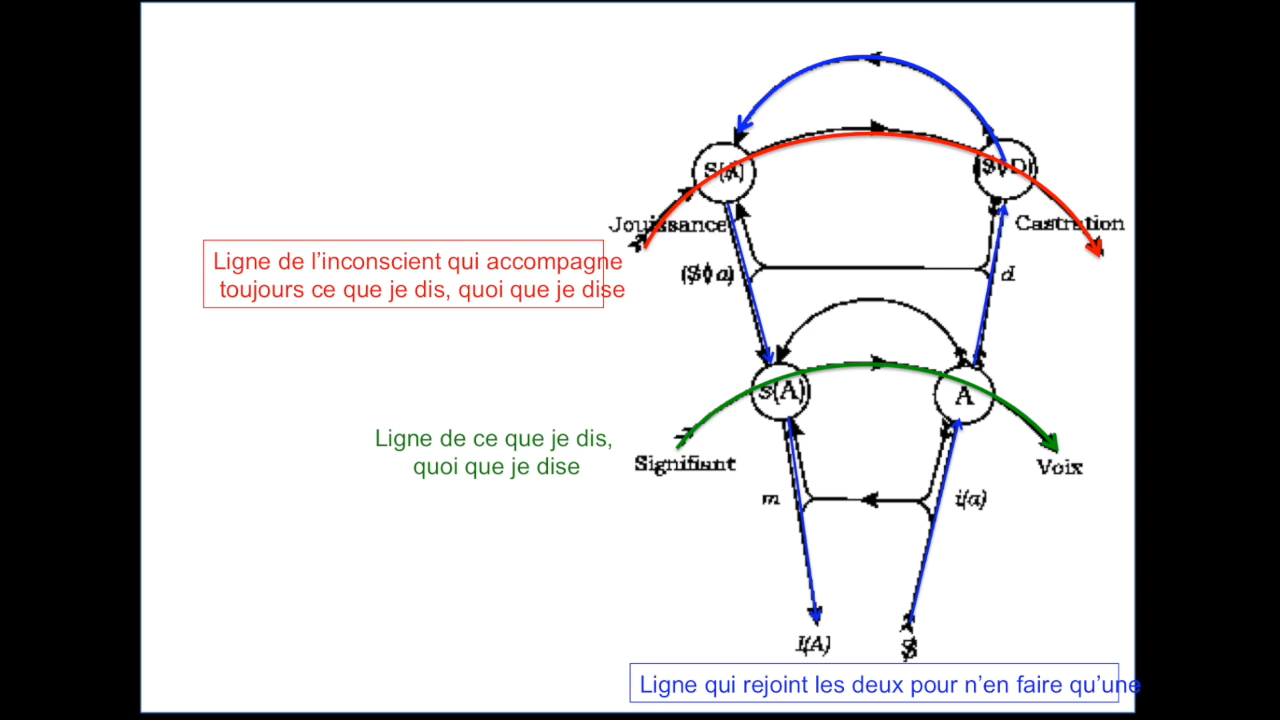 S(Ⱥ)
($◊D)
Jouissance
Castration
Ligne de l’inconscient qui accompagne
toujours ce que je dis, quoi que je dise
($◊a)
d
s(A)
A
Ligne de ce que je dis,
quoi que je dise
Signifiant
Voix
m
i(a)
I(A)
$
Ligne qui rejoint les deux pour n’en faire qu’une